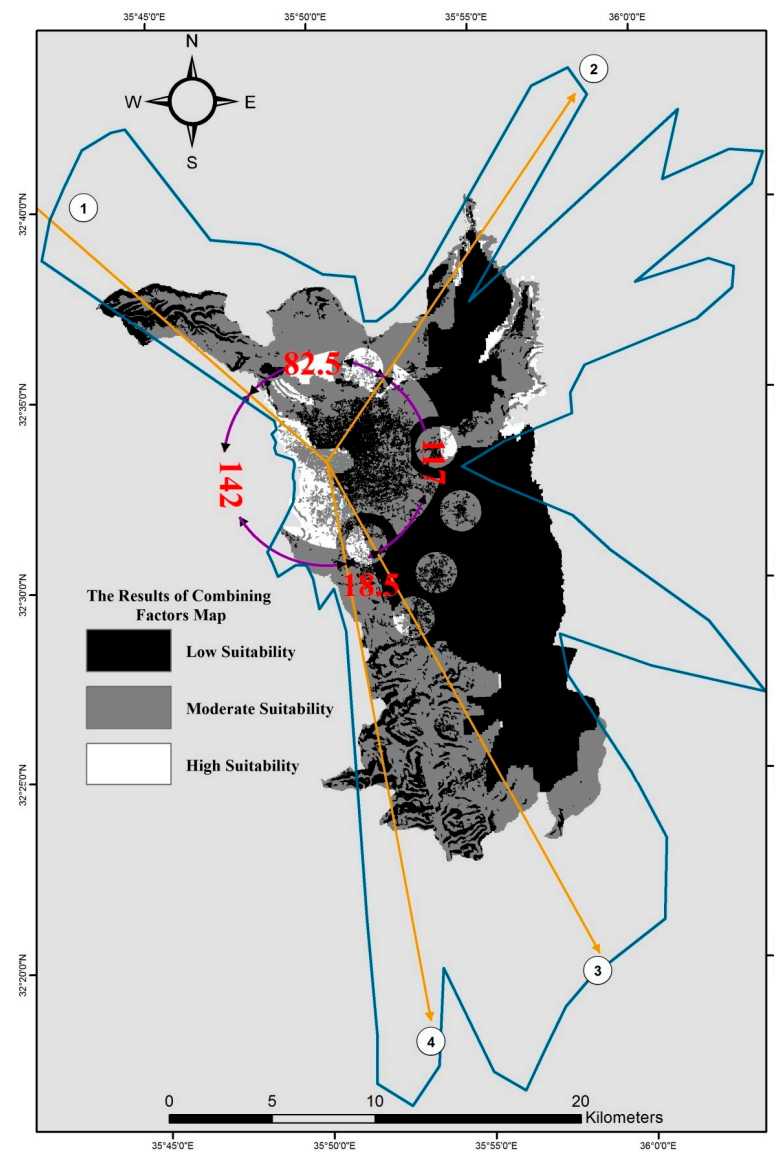 35°45'0"E 35°50'0"E 35°55'0"E 36°0'0"E
N
W E
S
2
1
32°40'0"N
82.5
32°35'0"N
117
142
18.5
32°30'0"N
The Results of Combining
Factors Map
Low Suitability
Moderate Suitability
High Suitability
32°25'0"N
32°20'0"N
3
4
0 5 10 20
Kilometers
35°45'0"E 35°50'0"E 35°55'0"E 36°0'0"E